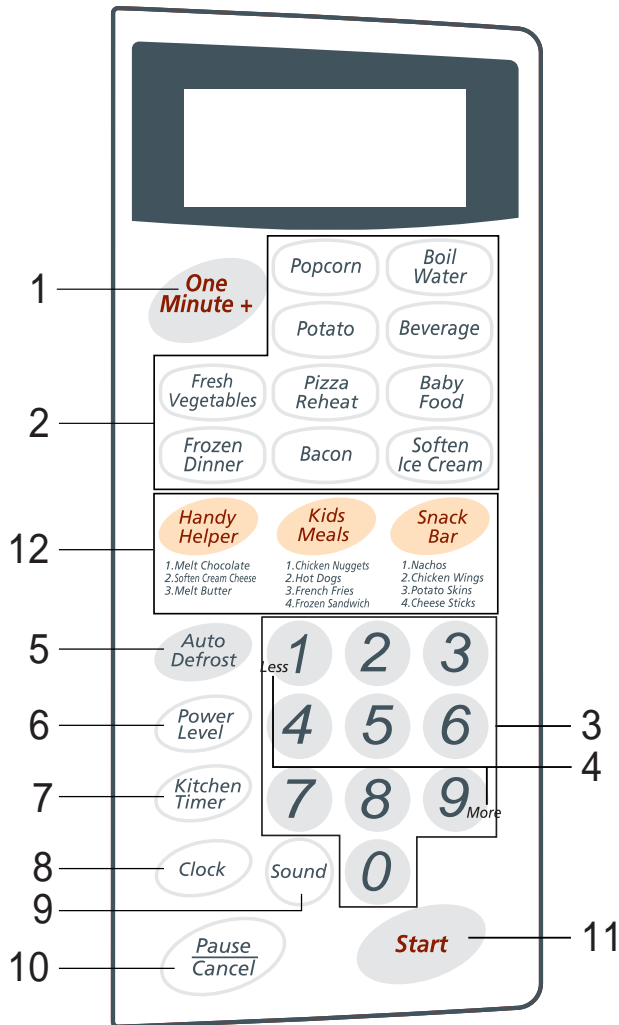 1
One
Minute +
Popcorn
Boil
Water
Potato
Beverage
2
Fresh
Vegetables
Pizza
Reheat
Baby
Food
Frozen
Dinner
Bacon
Soften
Ice Cream
12
Handy
Helper
1.Melt Chocolate
2.Soften Cream Cheese
3.Melt Butter
Kids
Meals
1.Chicken Nuggets
2.Hot Dogs
3.French Fries
4.Frozen Sandwich
Snack
Bar
1.Nachos
2.Chicken Wings
3.Potato Skins
4.Cheese Sticks
5
Auto
Defrost
Less
1 2 3
6
Power
Level
4 5 6
3
4
7
Kitchen
Timer
7 8 9
More
8
Clock
9
Sound
0
10
Pause
Cancel
Start
11